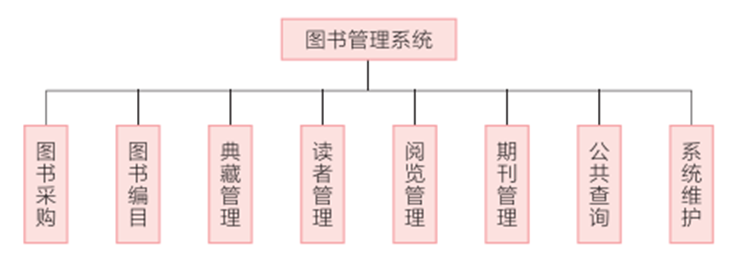 图书管理系统
图书采购
图书编目
典藏管理
读者管理
阅览管理
期刊管理
公共查询
系统维护